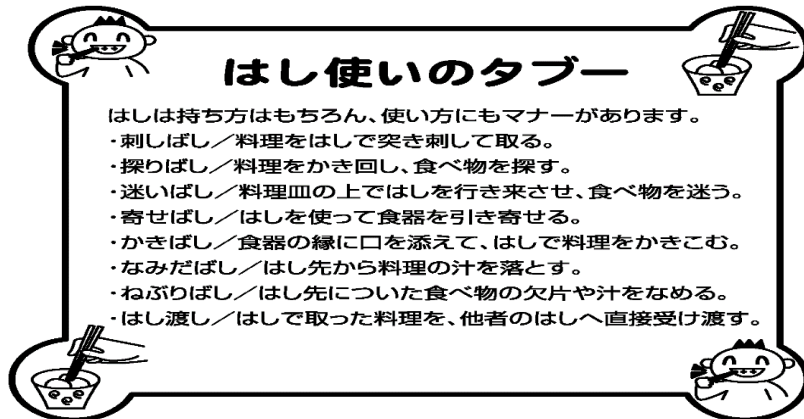 はし使いのタブー
はしは持ち方はもちろん、使い方にもマナーがあります。
・刺しばし／料理をはしで突き刺して取る。
・探りばし／料理をかき回し、食べ物を探す。
・迷いばし／料理皿の上ではしを行き来させ、食べ物を迷う。
・寄せばし／はしを使って食器を引き寄せる。
・かきばし／食器の縁に口を添えて、はしで料理をかきこむ。
・なみだばし／はし先から料理の汁を落とす。
・ねぶりばし／はし先についた食べ物の欠片や汁をなめる。
・はし渡し／はしで取った料理を、他者のはしへ直接受け渡す。